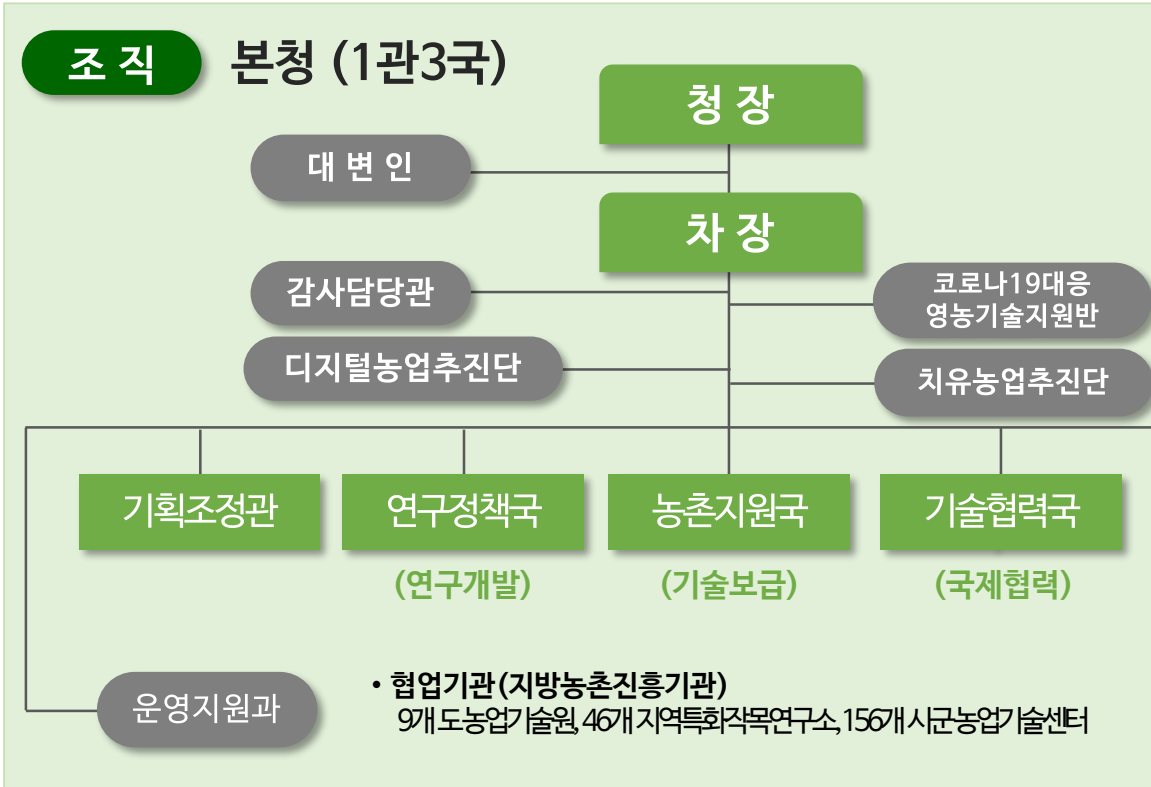 조 직
본청 (1관3국)
청 장
대 변 인
차 장
감사담당관
코로나19대응
영농기술지원반
디지털농업추진단
치유농업추진단
기획조정관
연구정책국
농촌지원국
기술협력국
(연구개발)
(기술보급)
(국제협력)
운영지원과
• 협업기관(지방농촌진흥기관)
9개 도 농업기술원, 46개 지역특화작목연구소, 156개 시군농업기술센터